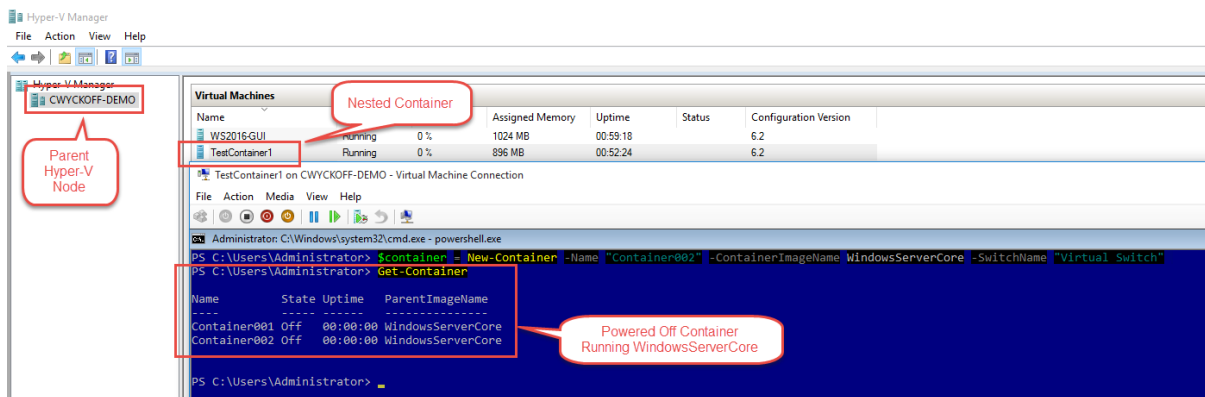 Hyper-V Manager
File Action View Help
Hyper-V Manager
CWYCKOFF-DEMO
Parent
Hyper-V
Node
Nested Container
Virtual Machines
Name Assigned Memory Uptime Status Configuration Version
WS2016-GUI Running 0 % 1024 MB 00:59:18 6.2
TestContainer1 Running 0 % 896 MB 00:52:24 6.2
TestContainer1 on CWYCKOFF-DEMO - Virtual Machine Connection
File Action Media View Help
Administrator: C:\Windows\system32\cmd.exe - powershell.exe
PS C:\Users\Administrator> $container = New-Container -Name "Container002" -ContainerImageName WindowsServerCore -SwitchName "Virtual Switch"
PS C:\Users\Administrator> Get-Container
Name State Uptime ParentImageName
---- ----- ------ ---------------
Container001 Off 00:00:00 WindowsServerCore
Container002 Off 00:00:00 WindowsServerCore
Powered Off Container
Running WindowsServerCore
PS C:\Users\Administrator> _